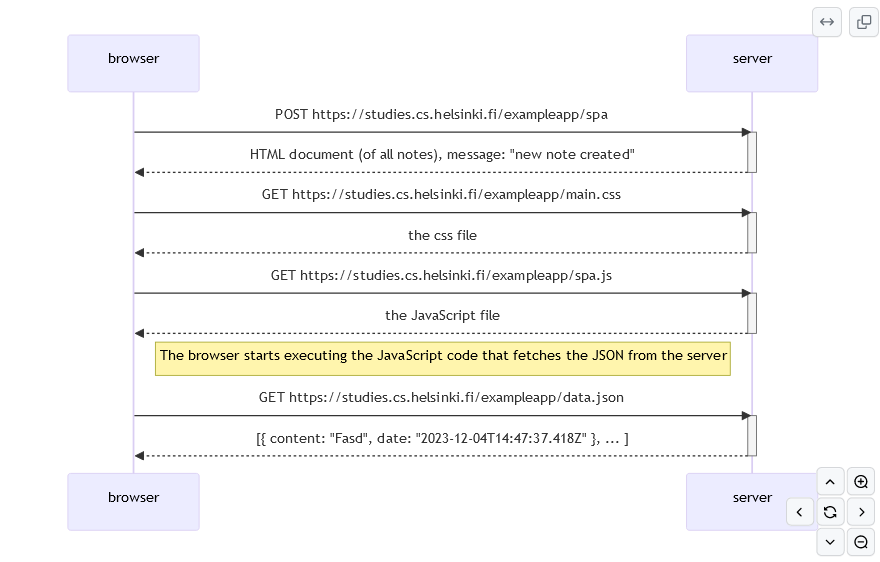 browser
server
POST https://studies.cs.helsinki.fi/exampleapp/spa
HTML document (of all notes), message: "new note created"
GET https://studies.cs.helsinki.fi/exampleapp/main.css
the css file
GET https://studies.cs.helsinki.fi/exampleapp/spa.js
the JavaScript file
The browser starts executing the JavaScript code that fetches the JSON from the server
GET https://studies.cs.helsinki.fi/exampleapp/data.json
[{ content: "Fasd", date: "2023-12-04T14:47:37.418Z" }, ... ]
browser
server